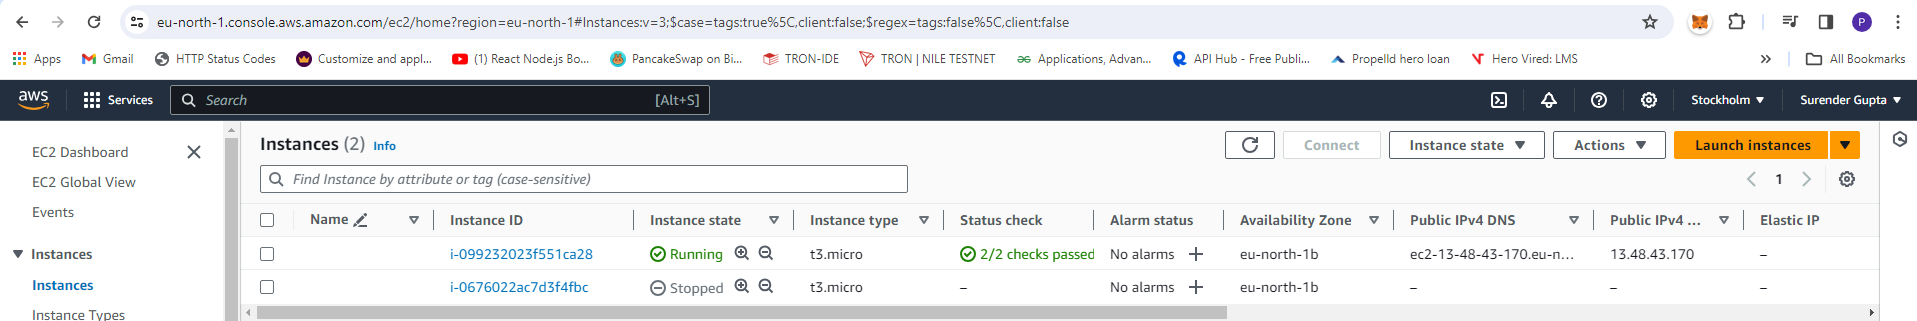 eu-north-1.console.aws.amazon.com/ec2/home?region=eu-north-1#Instances:v=3;$case=tags:true%5C,client:false;$regex=tags:false%5C,client:false
P
Apps Gmail HTTP Status Codes Customize and appl... (1) React Node.js Bo... PancakeSwap on Bi... TRON-IDE TRON | NILE TESTNET Applications, Advan... API Hub - Free Publi... Propelld hero loan Hero Vired: LMS » All Bookmarks
aws Services Search [Alt+S] Stockholm Surender Gupta
EC2 Dashboard
EC2 Global View
Events
Instances
Instances
Instance Types
Instances (2) Info Connect Instance state Actions Launch instances
Find Instance by attribute or tag (case-sensitive) 1
Name Instance ID Instance state Instance type Status check Alarm status Availability Zone Public IPv4 DNS Public IPv4 ... Elastic IP
i-099232023f551ca28 Running t3.micro 2/2 checks passed No alarms eu-north-1b ec2-13-48-43-170.eu-n... 13.48.43.170 –
i-0676022ac7d3f4fbc Stopped t3.micro – No alarms eu-north-1b – – –